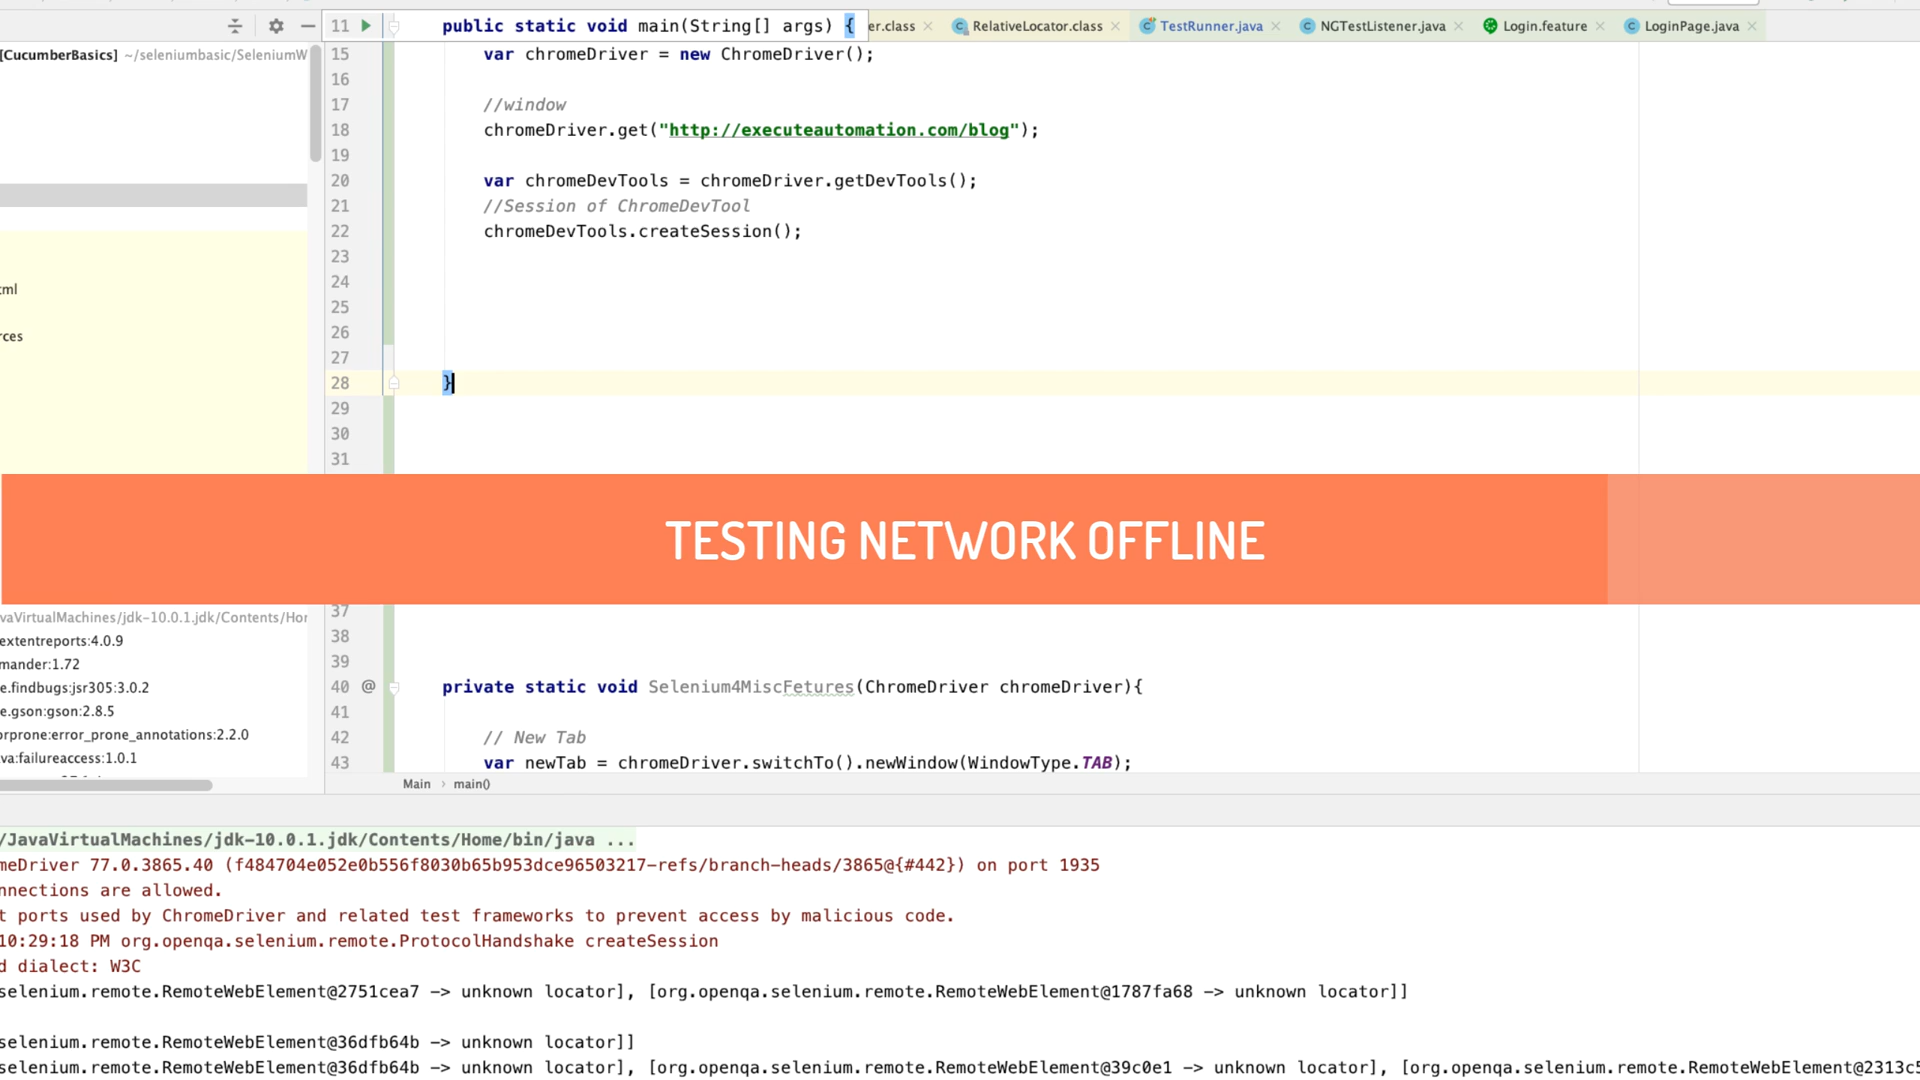 11 public static void main(String[] args) { er.class RelativeLocator.class TestRunner.java NGTestListener.java Login.feature LoginPage.java
[CucumberBasics] ~/seleniumbasic/SeleniumW
15 var chromeDriver = new ChromeDriver();
16
17 //window
18 chromeDriver.get("http://executeautomation.com/blog");
19
20 var chromeDevTools = chromeDriver.getDevTools();
21 //Session of ChromeDevTool
22 chromeDevTools.createSession();
23
24
tml
25
26
rces
27
28 }
29
30
31
TESTING NETWORK OFFLINE
37
avaVirtualMachines/jdk-10.0.1.jdk/Contents/Hor
38
extentreports:4.0.9
39
mander:1.72
40 @ private static void Selenium4MiscFetures(ChromeDriver chromeDriver){
e.findbugs:jsr305:3.0.2
41
e.gson:gson:2.8.5
42 // New Tab
orprone:error_prone_annotations:2.2.0
43 var newTab = chromeDriver.switchTo().newWindow(WindowType.TAB);
va:failureaccess:1.0.1
Main › main()
/JavaVirtualMachines/jdk-10.0.1.jdk/Contents/Home/bin/java ...
meDriver 77.0.3865.40 (f484704e052e0b556f8030b65b953dce96503217-refs/branch-heads/3865@{#442}) on port 1935
nnections are allowed.
t ports used by ChromeDriver and related test frameworks to prevent access by malicious code.
10:29:18 PM org.openqa.selenium.remote.ProtocolHandshake createSession
d dialect: W3C
selenium.remote.RemoteWebElement@2751cea7 -> unknown locator], [org.openqa.selenium.remote.RemoteWebElement@1787fa68 -> unknown locator]]
selenium.remote.RemoteWebElement@36dfb64b -> unknown locator]]
selenium.remote.RemoteWebElement@36dfb64b -> unknown locator], [org.openqa.selenium.remote.RemoteWebElement@39c0e1 -> unknown locator], [org.openqa.selenium.remote.RemoteWebElement@2313c5